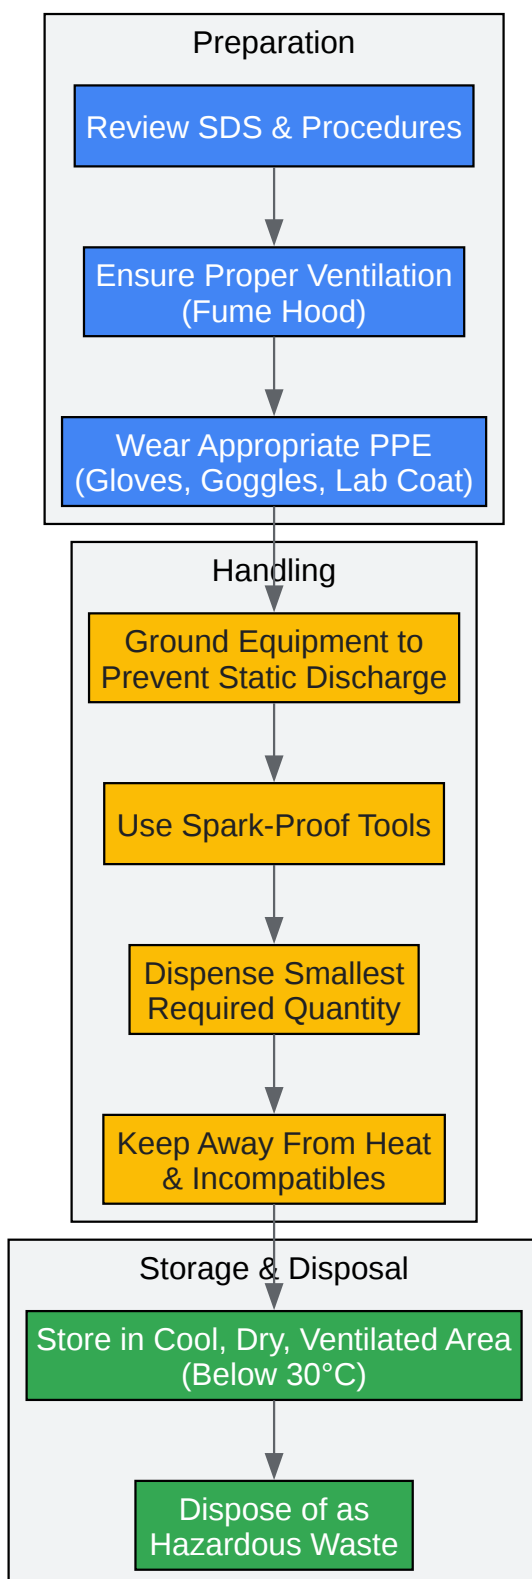 Preparation
Review SDS & Procedures
Ensure Proper Ventilation
(Fume Hood)
Wear Appropriate PPE
(Gloves, Goggles, Lab Coat)
Handling
Ground Equipment to
Prevent Static Discharge
Use Spark-Proof Tools
Dispense Smallest
Required Quantity
Keep Away From Heat
& Incompatibles
Storage & Disposal
Store in Cool, Dry, Ventilated Area
(Below 30°C)
Dispose of as
Hazardous Waste